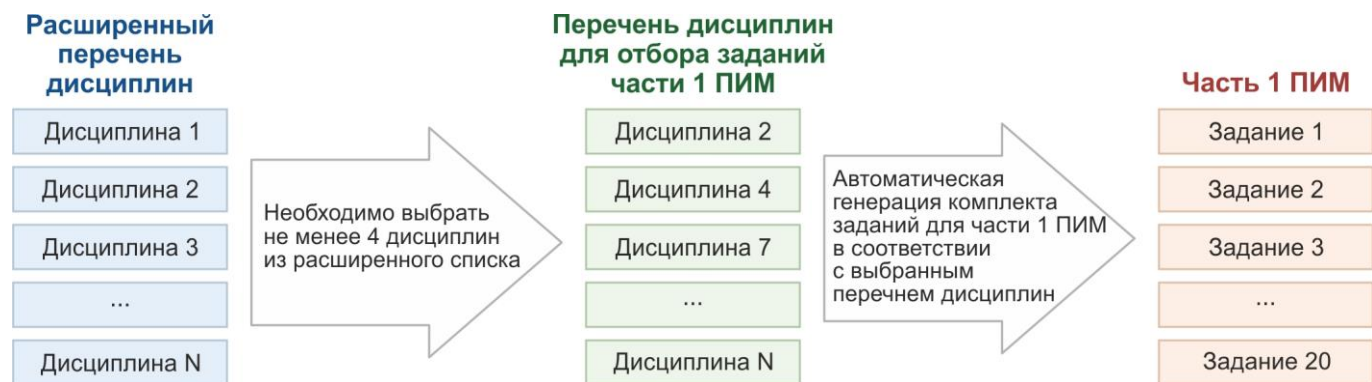 Расширенный
перечень
дисциплин
Дисциплина 1
Дисциплина 2
Дисциплина 3
...
Дисциплина N
Необходимо выбрать
не менее 4 дисциплин
из расширенного списка
Перечень дисциплин
для отбора заданий
части 1 ПИМ
Дисциплина 2
Дисциплина 4
Дисциплина 7
...
Дисциплина N
Автоматическая
генерация комплекта
заданий для части 1 ПИМ
в соответствии
с выбранным
перечнем дисциплин
Часть 1 ПИМ
Задание 1
Задание 2
Задание 3
...
Задание 20